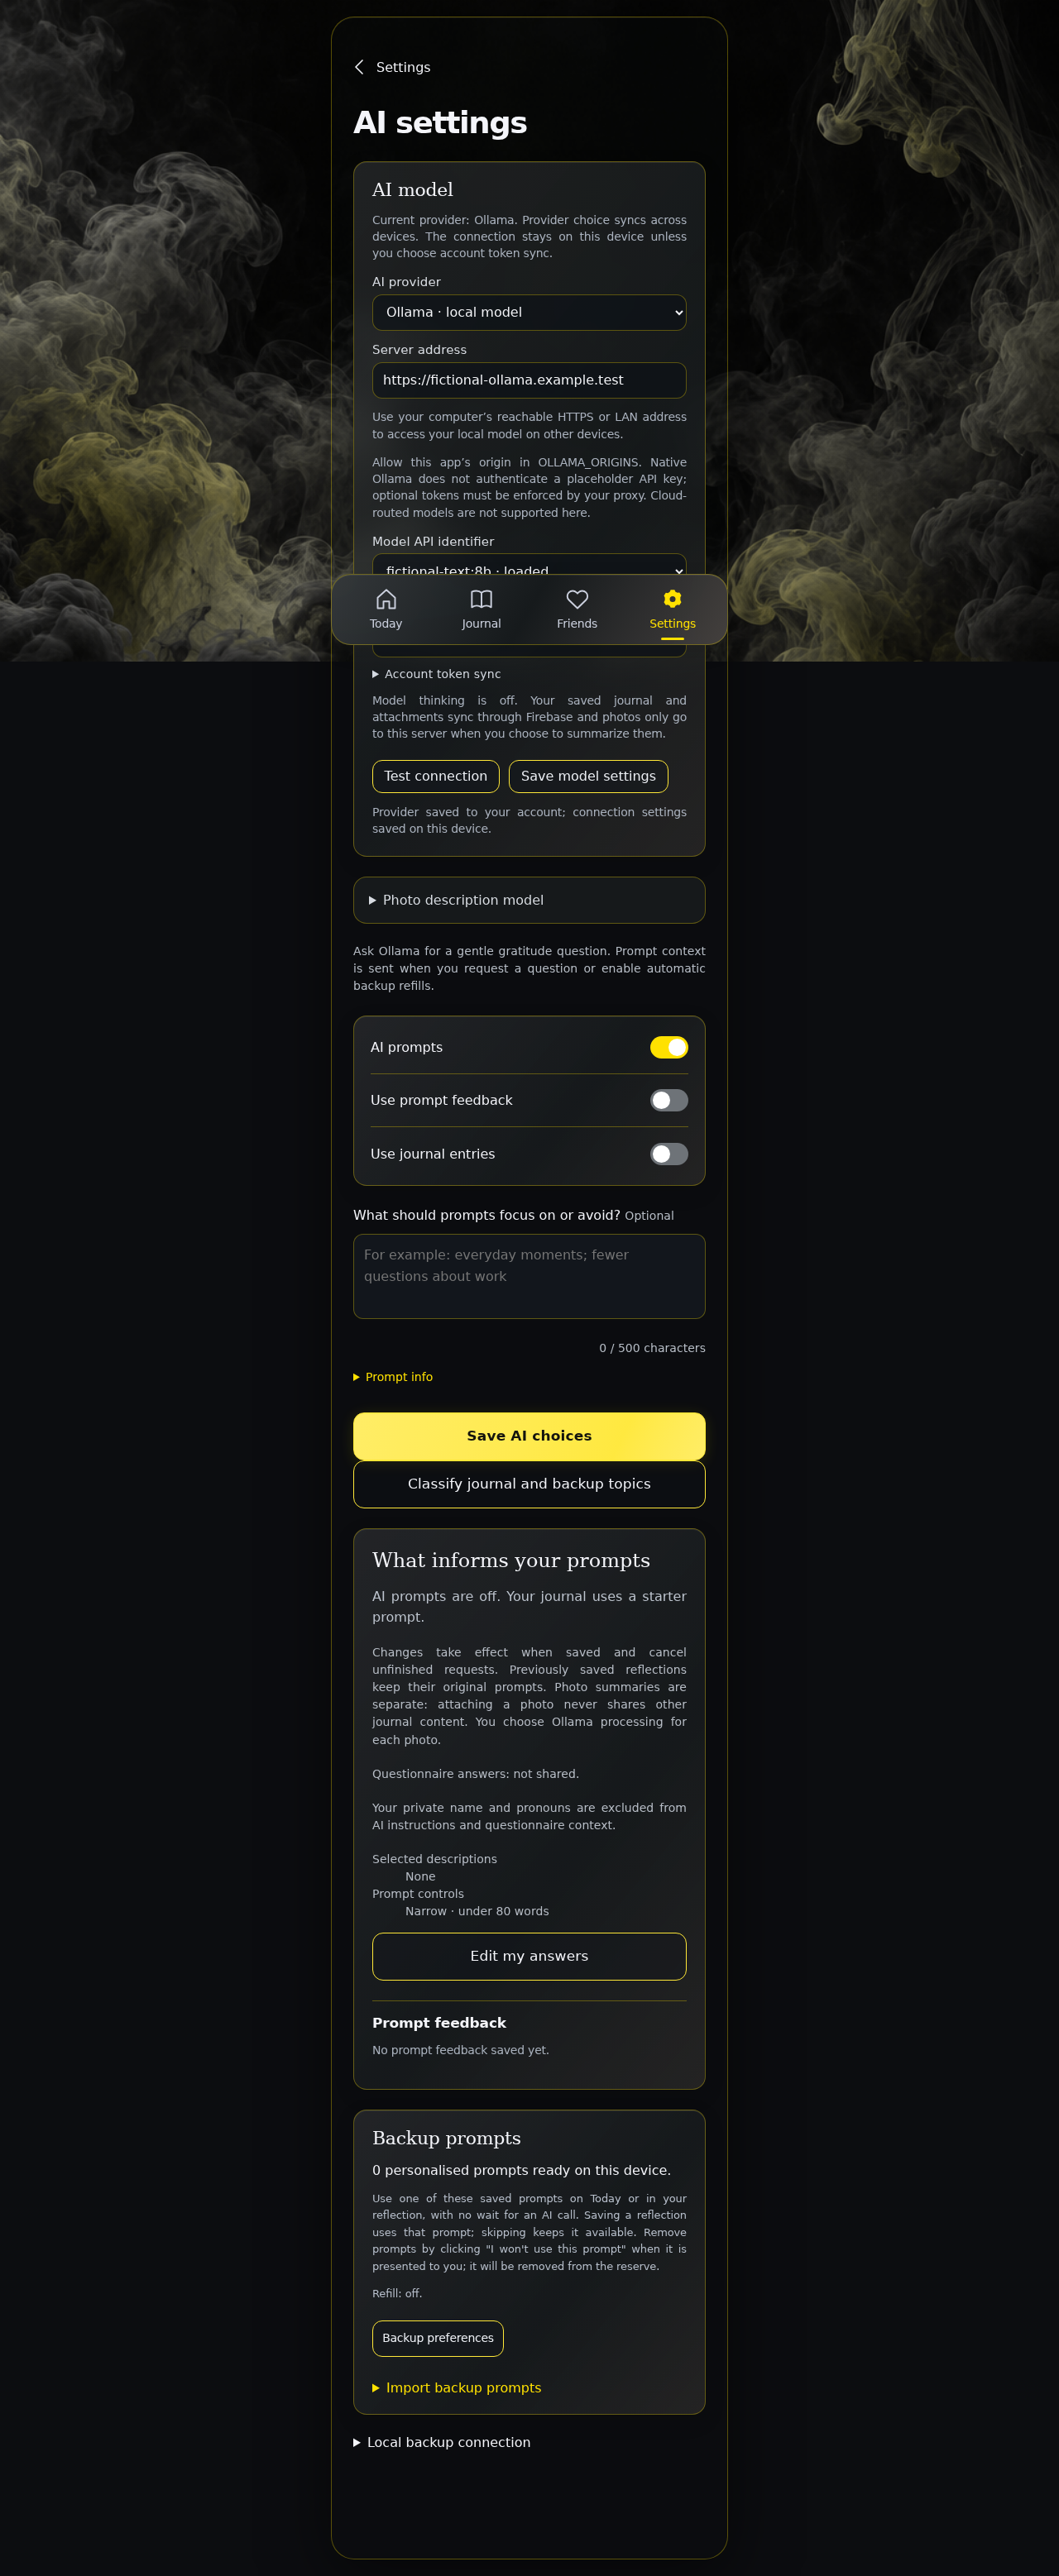 Settings
AI settings
AI model
Current provider: Ollama. Provider choice syncs across
devices. The connection stays on this device unless
you choose account token sync.
AI provider
Ollama · local model
Server address
https://fictional-ollama.example.test
Use your computer’s reachable HTTPS or LAN address
to access your local model on other devices.
Allow this app’s origin in OLLAMA_ORIGINS. Native
Ollama does not authenticate a placeholder API key;
optional tokens must be enforced by your proxy. Cloud-
routed models are not supported here.
Model API identifier
fictional-text:8b · loaded
Today
Journal
Friends
Settings
Account token sync
Model thinking is off. Your saved journal and
attachments sync through Firebase and photos only go
to this server when you choose to summarize them.
Test connection
Save model settings
Provider saved to your account; connection settings
saved on this device.
Photo description model
Ask Ollama for a gentle gratitude question. Prompt context
is sent when you request a question or enable automatic
backup refills.
AI prompts
Use prompt feedback
Use journal entries
What should prompts focus on or avoid? Optional
For example: everyday moments; fewer
questions about work
0 / 500 characters
Prompt info
Save AI choices
Classify journal and backup topics
What informs your prompts
AI prompts are off. Your journal uses a starter
prompt.
Changes take effect when saved and cancel
unfinished requests. Previously saved reflections
keep their original prompts. Photo summaries are
separate: attaching a photo never shares other
journal content. You choose Ollama processing for
each photo.
Questionnaire answers: not shared.
Your private name and pronouns are excluded from
AI instructions and questionnaire context.
Selected descriptions
None
Prompt controls
Narrow · under 80 words
Edit my answers
Prompt feedback
No prompt feedback saved yet.
Backup prompts
0 personalised prompts ready on this device.
Use one of these saved prompts on Today or in your
reflection, with no wait for an AI call. Saving a reflection
uses that prompt; skipping keeps it available. Remove
prompts by clicking "I won't use this prompt" when it is
presented to you; it will be removed from the reserve.
Refill: off.
Backup preferences
Import backup prompts
Local backup connection